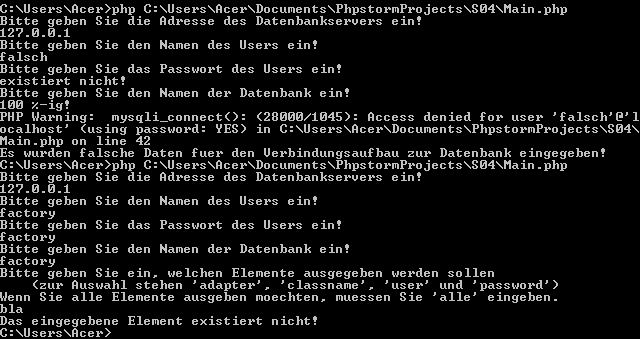 C:\Users\Acer>php C:\Users\Acer\Documents\PhpstormProjects\S04\Main.php
Bitte geben Sie die Adresse des Datenbankservers ein!
127.0.0.1
Bitte geben Sie den Namen des Users ein!
falsch
Bitte geben Sie das Passwort des Users ein!
existiert nicht!
Bitte geben Sie den Namen der Datenbank ein!
100 %-ig!
PHP Warning:  mysqli_connect(): (28000/1045): Access denied for user 'falsch'@'l
ocalhost' (using password: YES) in C:\Users\Acer\Documents\PhpstormProjects\S04\
Main.php on line 42
Es wurden falsche Daten fuer den Verbindungsaufbau zur Datenbank eingegeben!
C:\Users\Acer>php C:\Users\Acer\Documents\PhpstormProjects\S04\Main.php
Bitte geben Sie die Adresse des Datenbankservers ein!
127.0.0.1
Bitte geben Sie den Namen des Users ein!
factory
Bitte geben Sie das Passwort des Users ein!
factory
Bitte geben Sie den Namen der Datenbank ein!
factory
Bitte geben Sie ein, welchen Elemente ausgegeben werden sollen
(zur Auswahl stehen 'adapter', 'classname', 'user' und 'password')
Wenn Sie alle Elemente ausgeben moechten, muessen Sie 'alle' eingeben.
bla
Das eingegebene Element existiert nicht!
C:\Users\Acer>